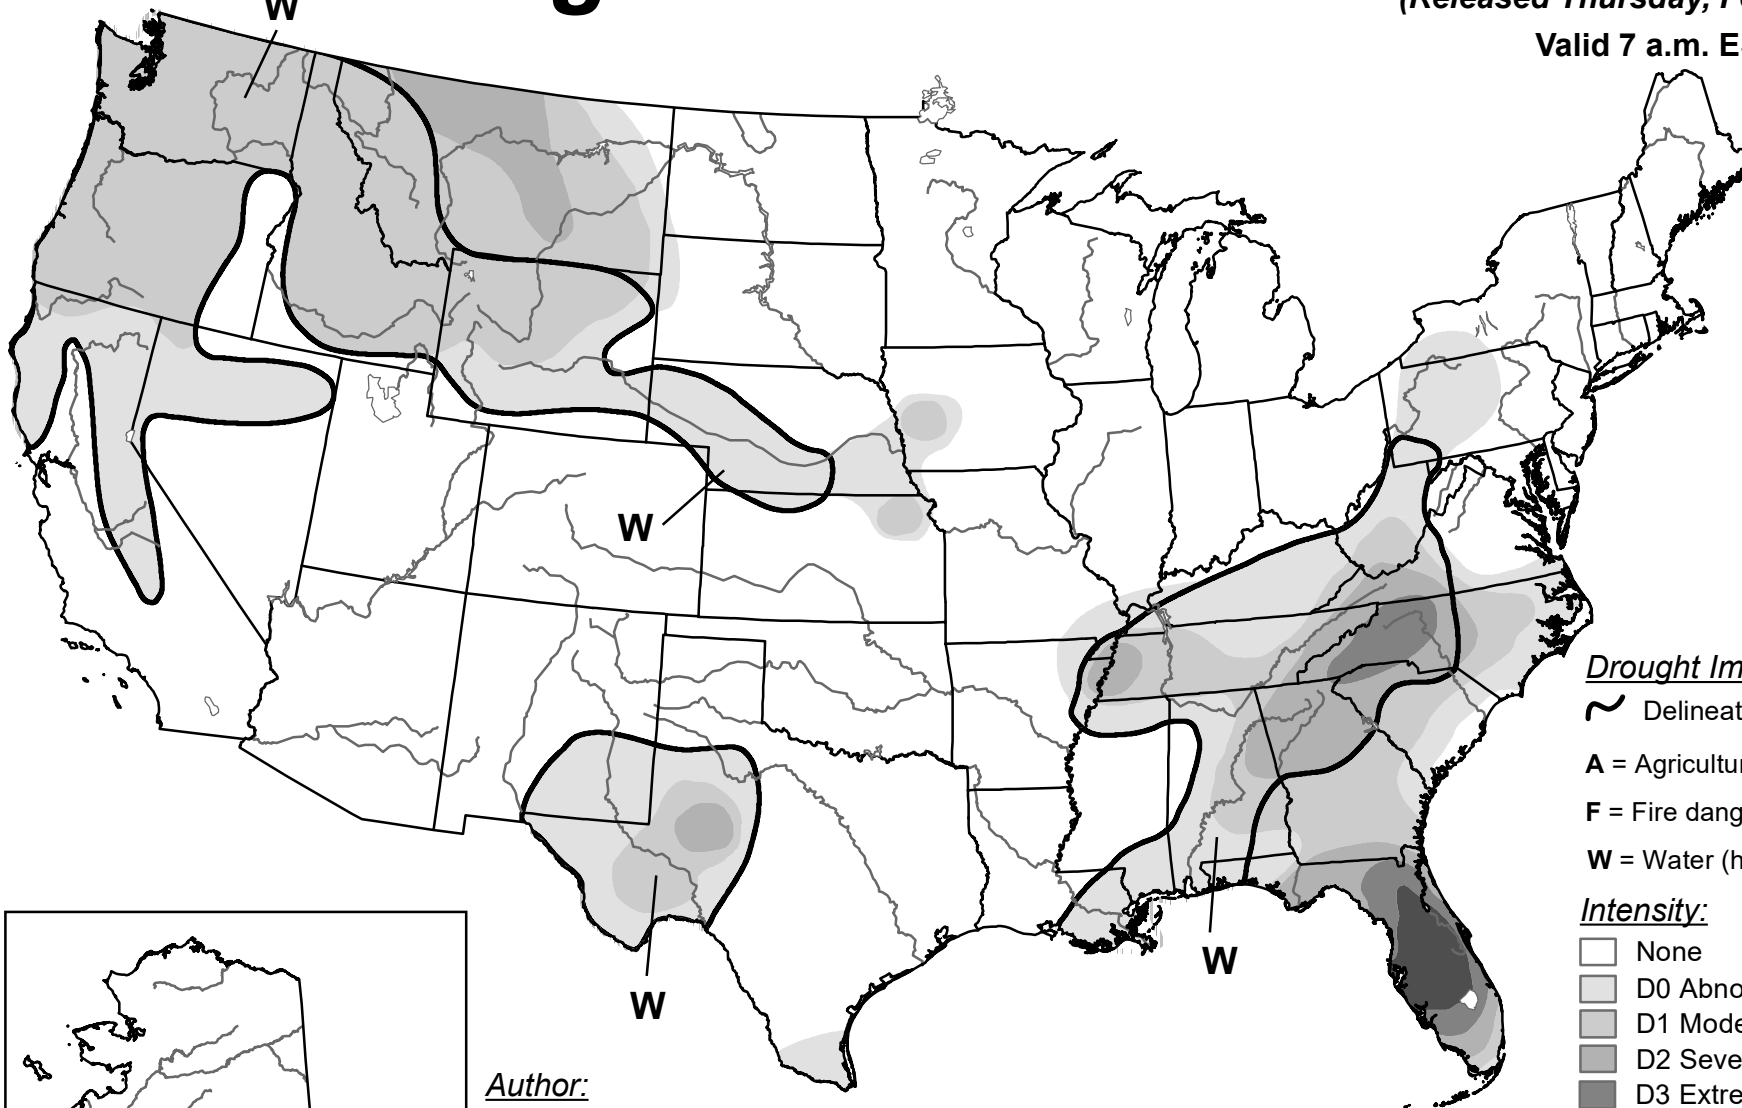 W
(Released Thursday, F
Valid 7 a.m. E
W
W
W
Drought Im
Delineat
A = Agricultur
F = Fire dang
W = Water (h
Intensity:
None
D0 Abno
D1 Mode
D2 Seve
D3 Extre
Author: